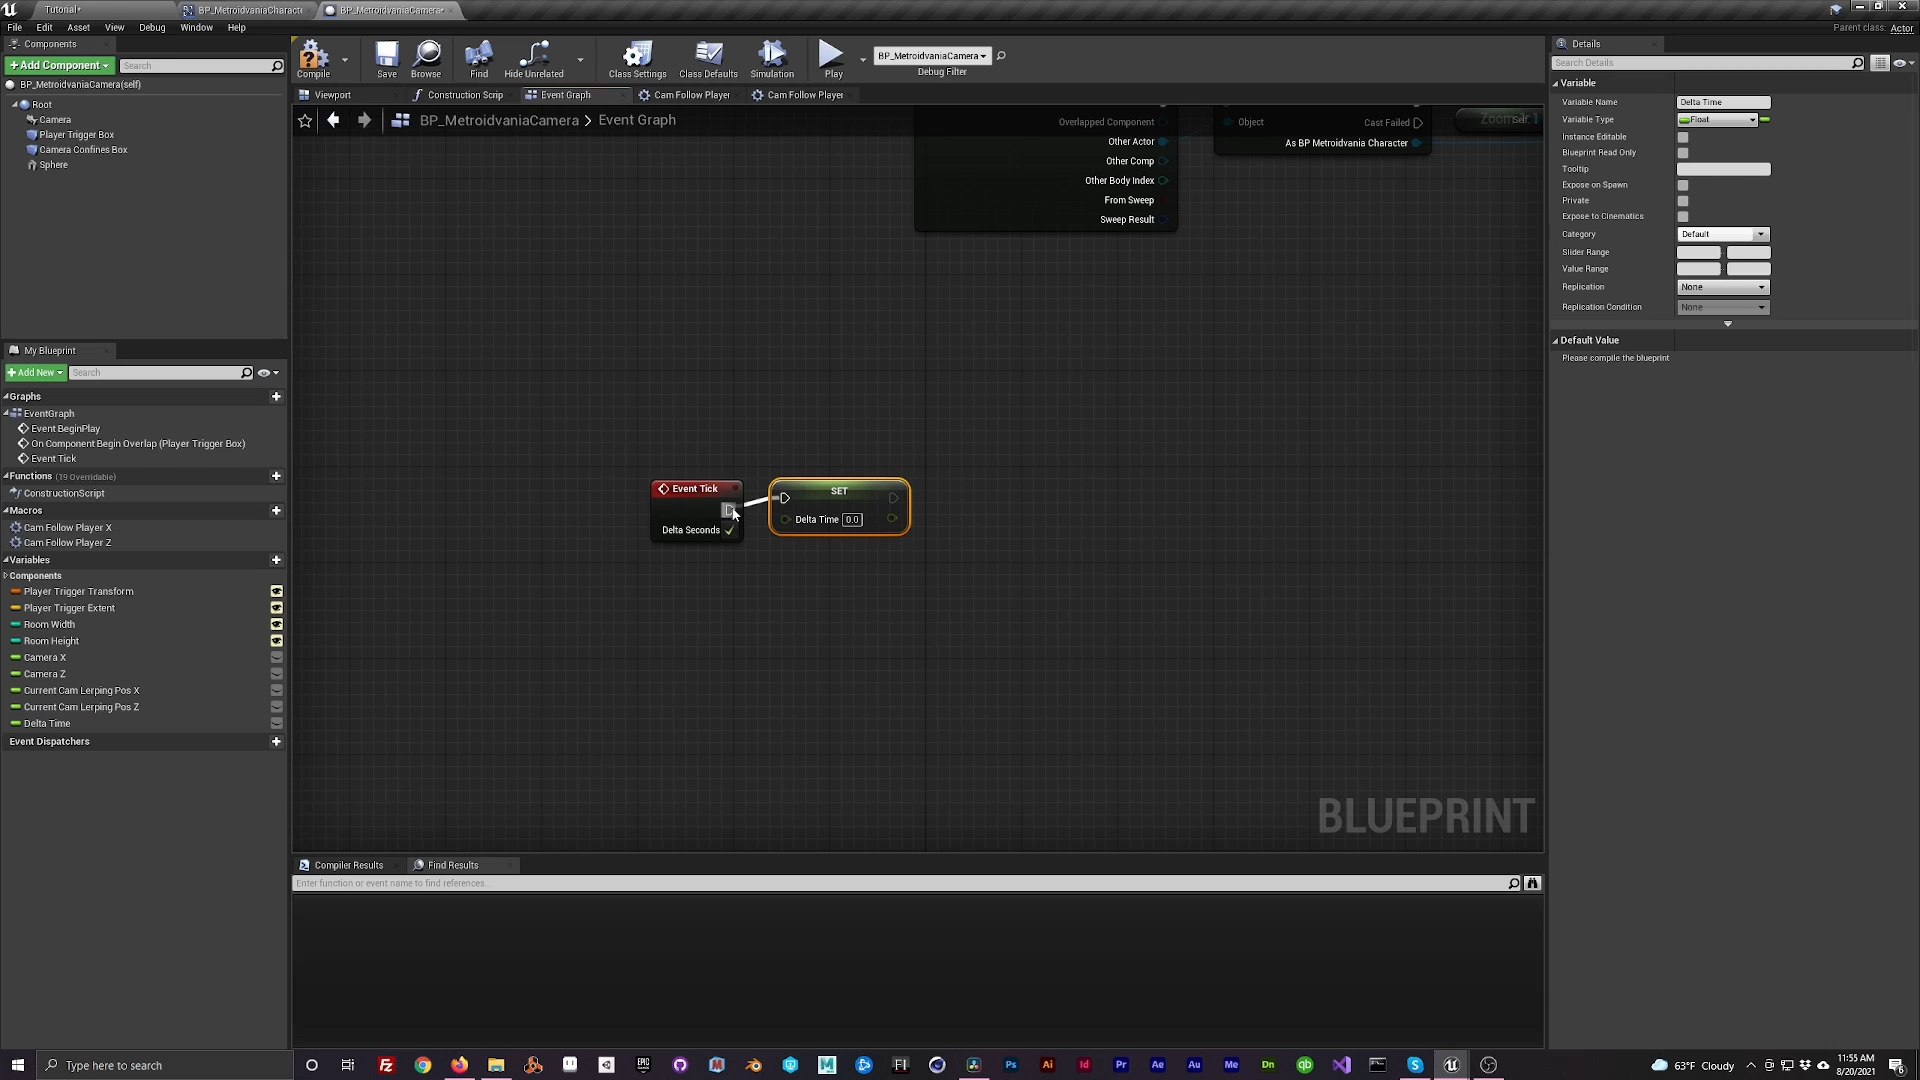 Tutorial*
BP_MetroidvaniaCharacte
BP_MetroidvaniaCamera*
File Edit Asset View Debug Window Help
Parent class: Actor
Components
+Add Component
Search
BP_MetroidvaniaCamera(self)
Root
Camera
Player Trigger Box
Camera Confines Box
Sphere
Compile
Save
Browse
Find
Hide Unrelated
Class Settings
Class Defaults
Simulation
Play
BP_MetroidvaniaCamera
Debug Filter
Viewport
Construction Scrip
Event Graph
Cam Follow Player
Cam Follow Player
BP_MetroidvaniaCamera > Event Graph
Overlapped Component
Other Actor
Other Comp
Other Body Index
From Sweep
Sweep Result
Object
Cast Failed
As BP Metroidvania Character
Event Tick
Delta Seconds
SET
Delta Time 0.0
BLUEPRINT
My Blueprint
+Add New
Search
Graphs
EventGraph
Event BeginPlay
On Component Begin Overlap (Player Trigger Box)
Event Tick
Functions (19 Overridable)
ConstructionScript
Macros
Cam Follow Player X
Cam Follow Player Z
Variables
Components
Player Trigger Transform
Player Trigger Extent
Room Width
Room Height
Camera X
Camera Z
Current Cam Lerping Pos X
Current Cam Lerping Pos Z
Delta Time
Event Dispatchers
Compiler Results
Find Results
Enter function or event name to find references...
Details
Search Details
Variable
Variable Name Delta Time
Variable Type Float
Instance Editable
Blueprint Read Only
Tooltip
Expose on Spawn
Private
Expose to Cinematics
Category Default
Slider Range
Value Range
Replication None
Replication Condition None
Default Value
Please compile the blueprint
Type here to search
63°F Cloudy
11:55 AM
8/20/2021